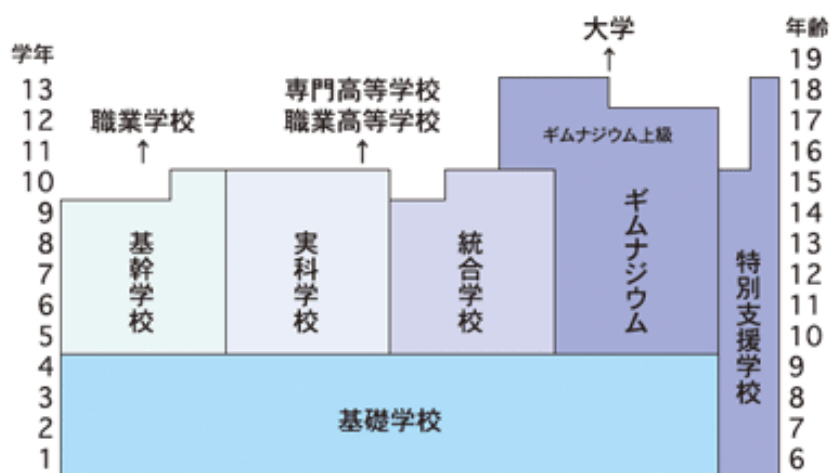 大学
学年
年齢
19
13
専門高等学校
18
12
職業学校
職業高等学校
17
11
ギムナジウム上級
16
10
15
9
14
8
13
7
12
6
11
5
10
基幹学校
実科学校
統合学校
ギムナジウム
特別支援学校
4
9
3
8
2
基礎学校
7
1
6